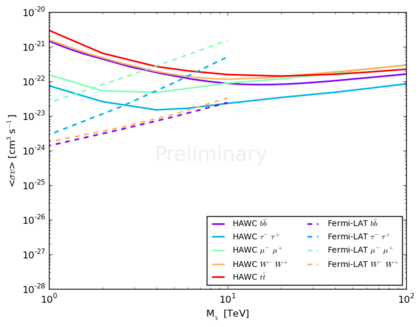 10⁻²⁰
10⁻²¹
10⁻²²
10⁻²³
10⁻²⁴
10⁻²⁵
10⁻²⁶
10⁻²⁷
10⁻²⁸
<σv> [cm³ s⁻¹]
Preliminary
HAWC bb̄
HAWC τ⁻ τ⁺
HAWC μ⁻ μ⁺
HAWC W⁻ W⁺
HAWC tt̄
Fermi-LAT bb̄
Fermi-LAT τ⁻ τ⁺
Fermi-LAT μ⁻ μ⁺
Fermi-LAT W⁻ W⁺
10⁰ 10¹ 10²
Mᵪ [TeV]